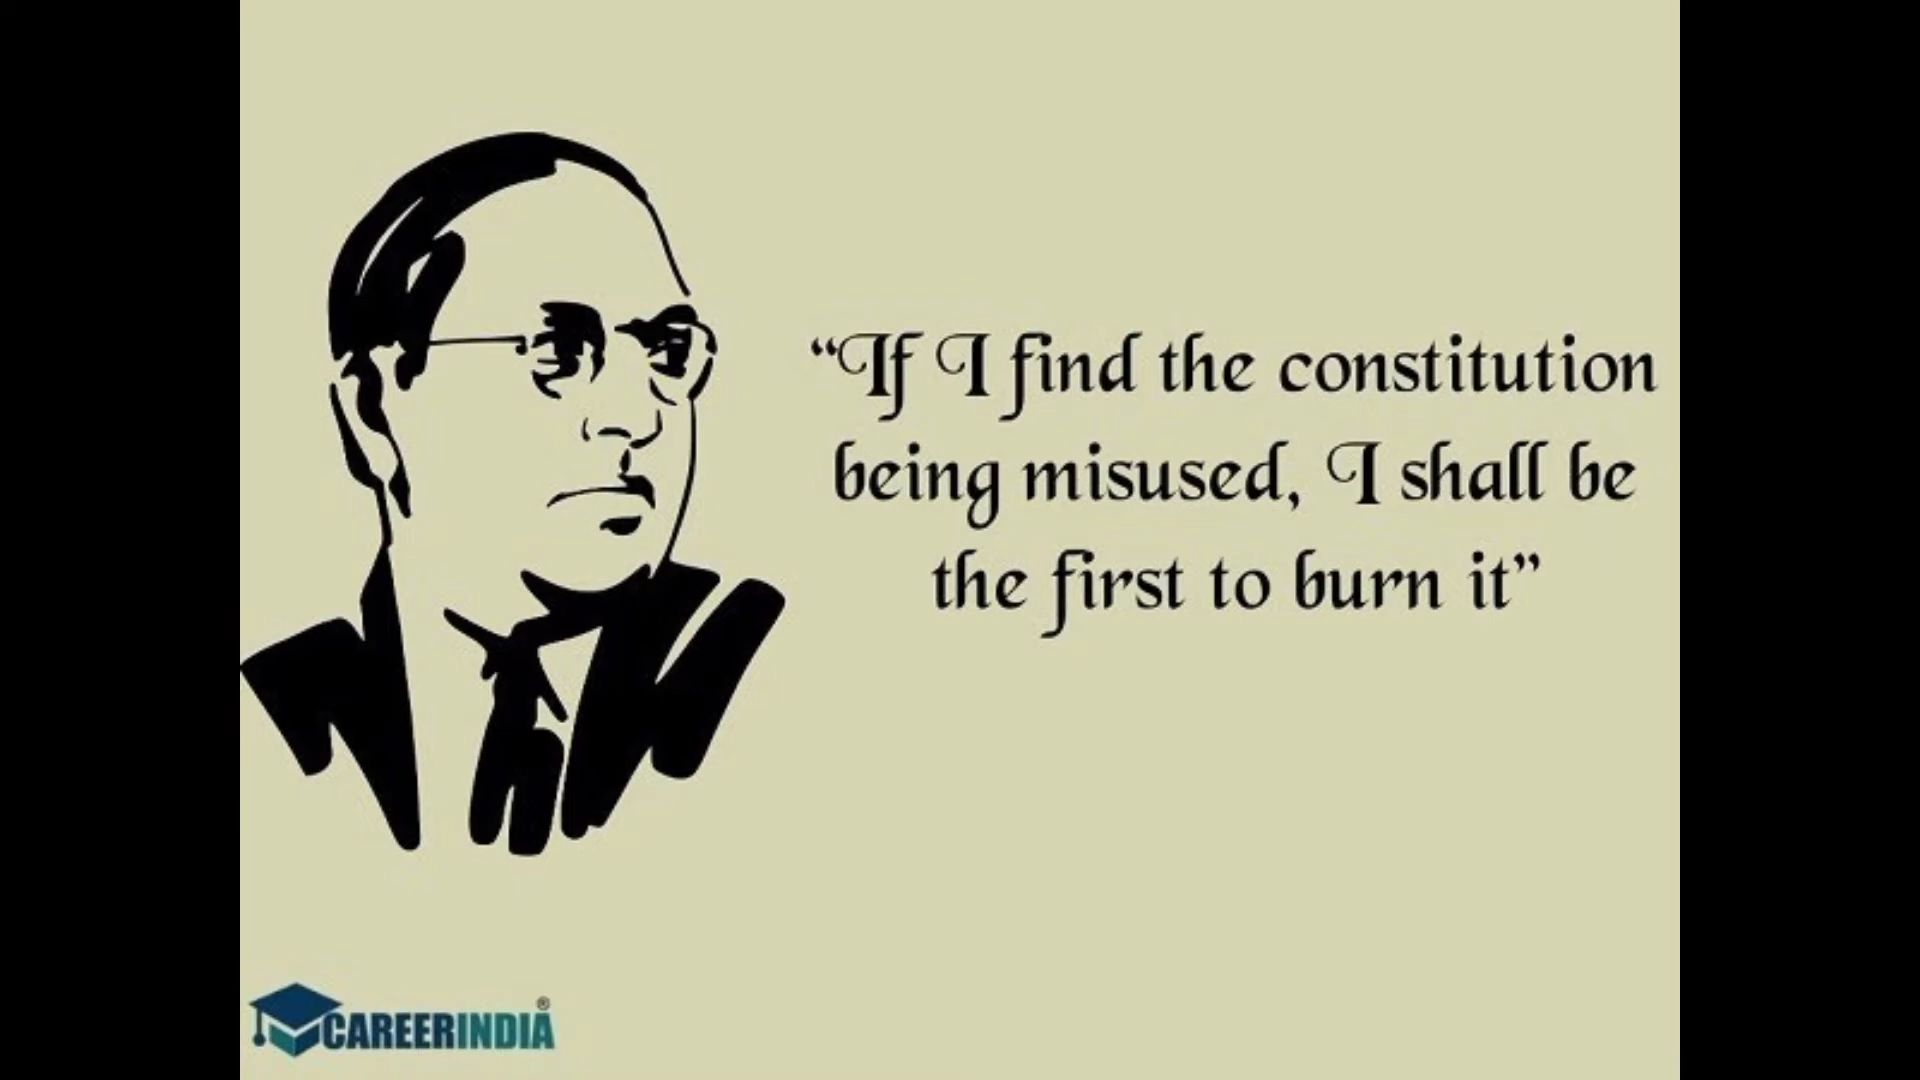 “If I find the constitution
being misused, I shall be
the first to burn it”
CAREERINDIA®